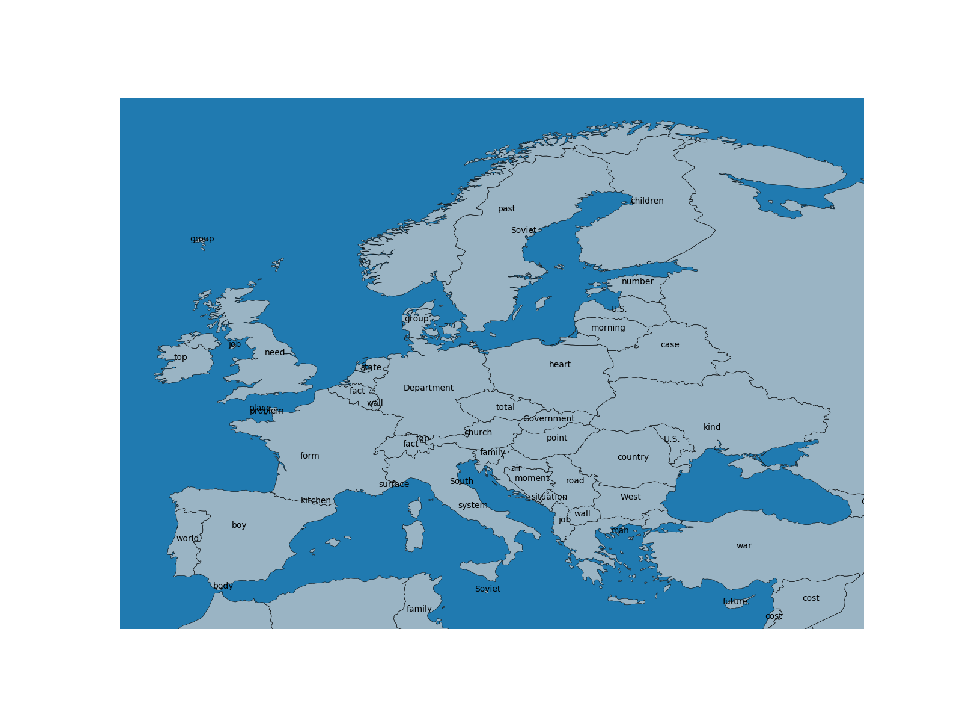 children
past
Soviet
group
number
U.S.
group
morning
job
case
need
top
heart
state
Department
fact
wall
total
problem
Government
kind
church
point
U.S.
fact
family
form
country
air
moment
road
surface
South
situation
West
kitchen
system
wall
job
boy
world
war
body
Soviet
future
cost
family
cost